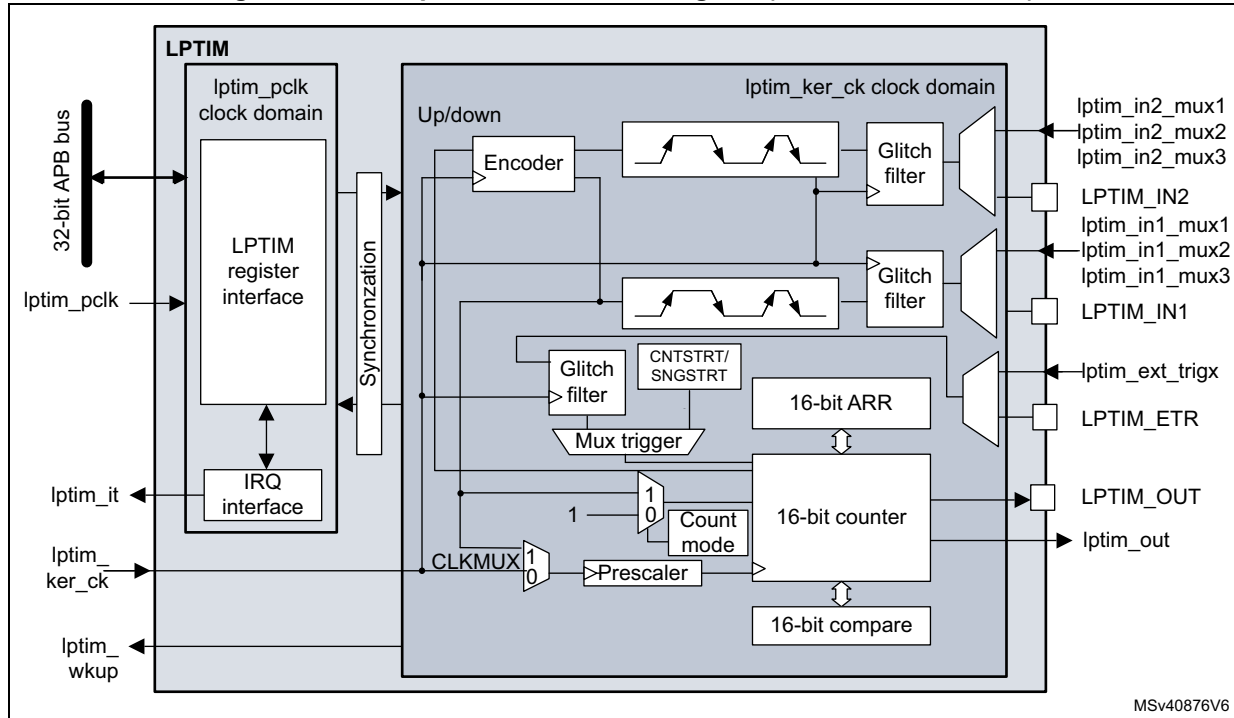 LPTIM
lptim_pclk
clock domain
lptim_ker_ck clock domain
Up/down
Encoder
Glitch
filter
lptim_in2_mux1
lptim_in2_mux2
lptim_in2_mux3
LPTIM_IN2
32-bit APB bus
LPTIM
register
interface
Synchronization
lptim_pclk
Glitch
filter
lptim_in1_mux1
lptim_in1_mux2
lptim_in1_mux3
LPTIM_IN1
Glitch
filter
CNTSTRT/
SNGSTRT
16-bit ARR
lptim_ext_trigx
LPTIM_ETR
Mux trigger
IRQ
interface
lptim_it
1
0
1
Count
mode
16-bit counter
LPTIM_OUT
lptim_out
lptim_
ker_ck
CLKMUX
1
0
Prescaler
16-bit compare
lptim_
wkup
MSv40876V6